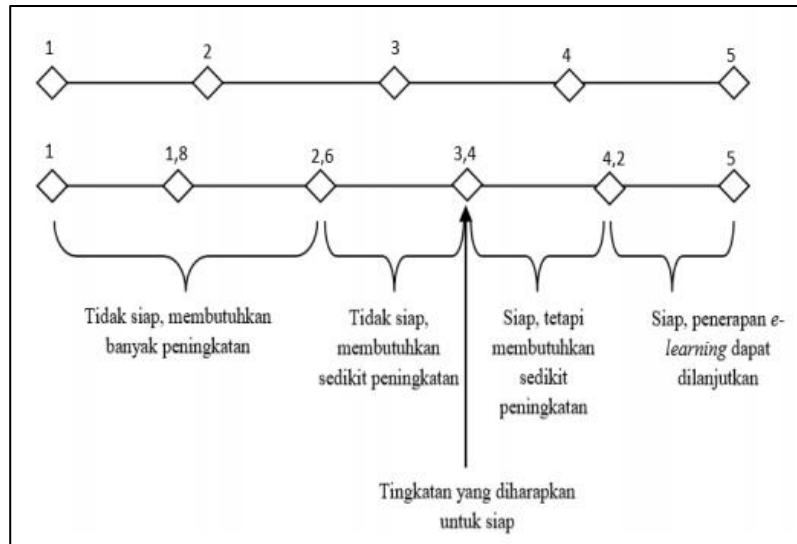 1 2 3 4 5
1 1,8 2,6 3,4 4,2 5
Tidak siap, membutuhkan
banyak peningkatan
Tidak siap,
membutuhkan
sedikit peningkatan
Siap, tetapi
membutuhkan
sedikit
peningkatan
Siap, penerapan e-
learning dapat
dilanjutkan
Tingkatan yang diharapkan
untuk siap